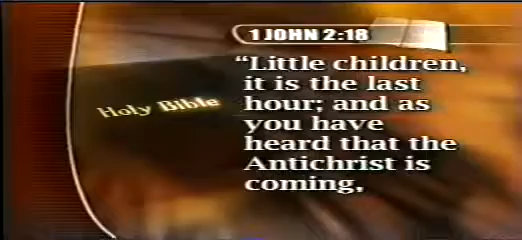 1 JOHN 2:18
Holy Bible
“Little children,
it is the last
hour; and as
you have
heard that the
Antichrist is
coming,